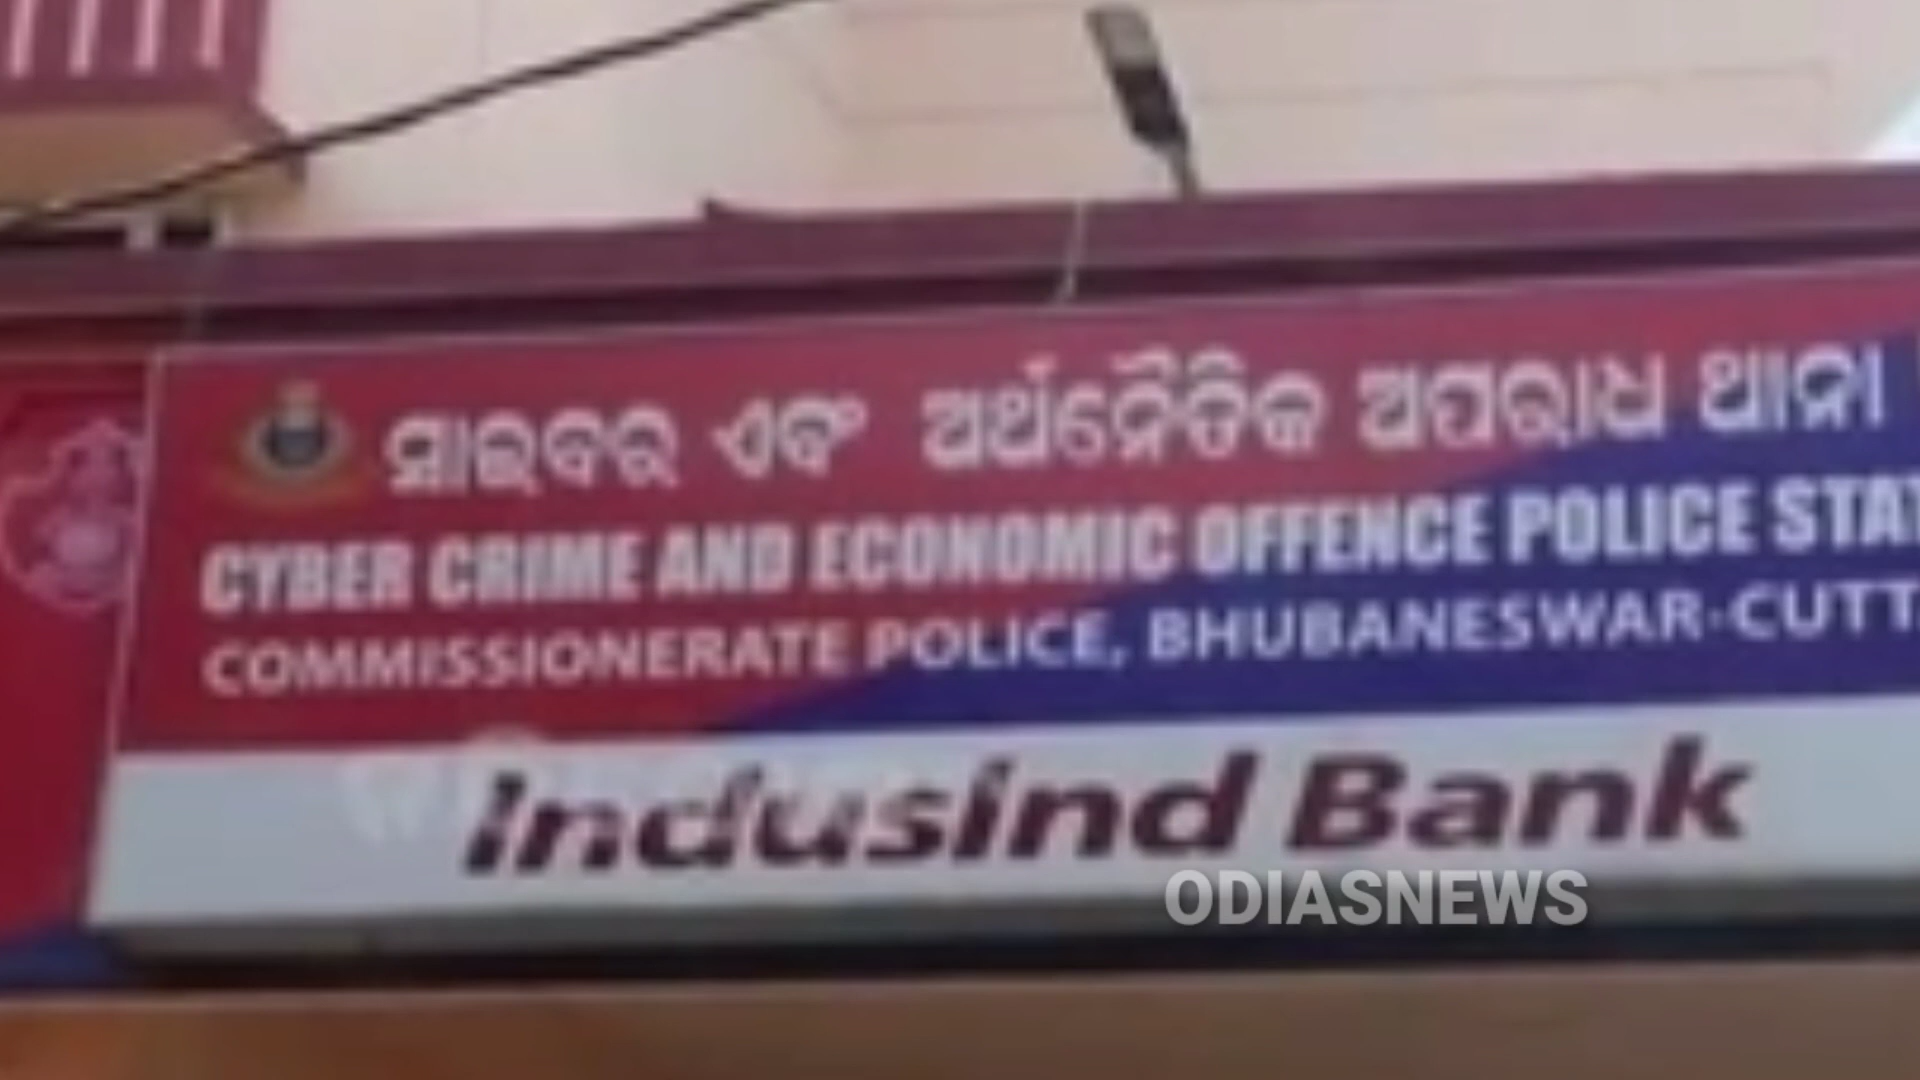 ସାଇବର ଏବଂ ଅର୍ଥନୈତିକ ଅପରାଧ ଥାନା
CYBER CRIME AND ECONOMIC OFFENCE POLICE STAT
COMMISSIONERATE POLICE, BHUBANESWAR-CUTT
IndusInd Bank
ODIASNEWS